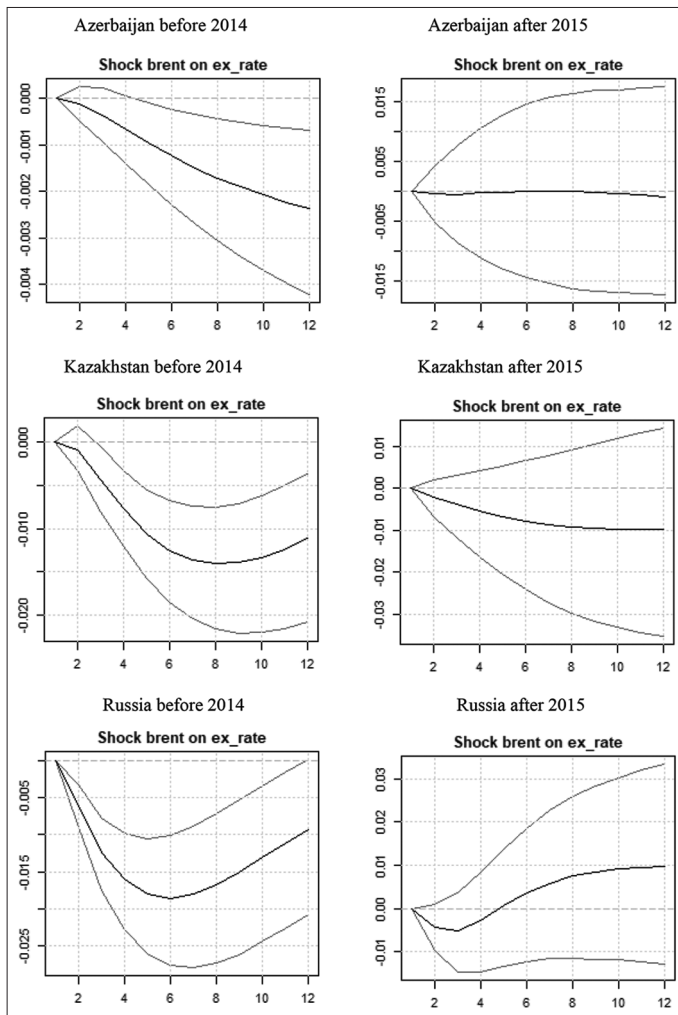 Azerbaijan before 2014
Azerbaijan after 2015
Shock brent on ex_rate
Shock brent on ex_rate
0.000
-0.001
-0.002
-0.003
-0.004
2 4 6 8 10 12
0.015
0.005
-0.005
-0.015
2 4 6 8 10 12
Kazakhstan before 2014
Kazakhstan after 2015
Shock brent on ex_rate
Shock brent on ex_rate
0.000
-0.010
-0.020
2 4 6 8 10 12
0.01
0.00
-0.01
-0.02
-0.03
2 4 6 8 10 12
Russia before 2014
Russia after 2015
Shock brent on ex_rate
Shock brent on ex_rate
-0.005
-0.015
-0.025
2 4 6 8 10 12
0.03
0.02
0.01
0.00
-0.01
2 4 6 8 10 12